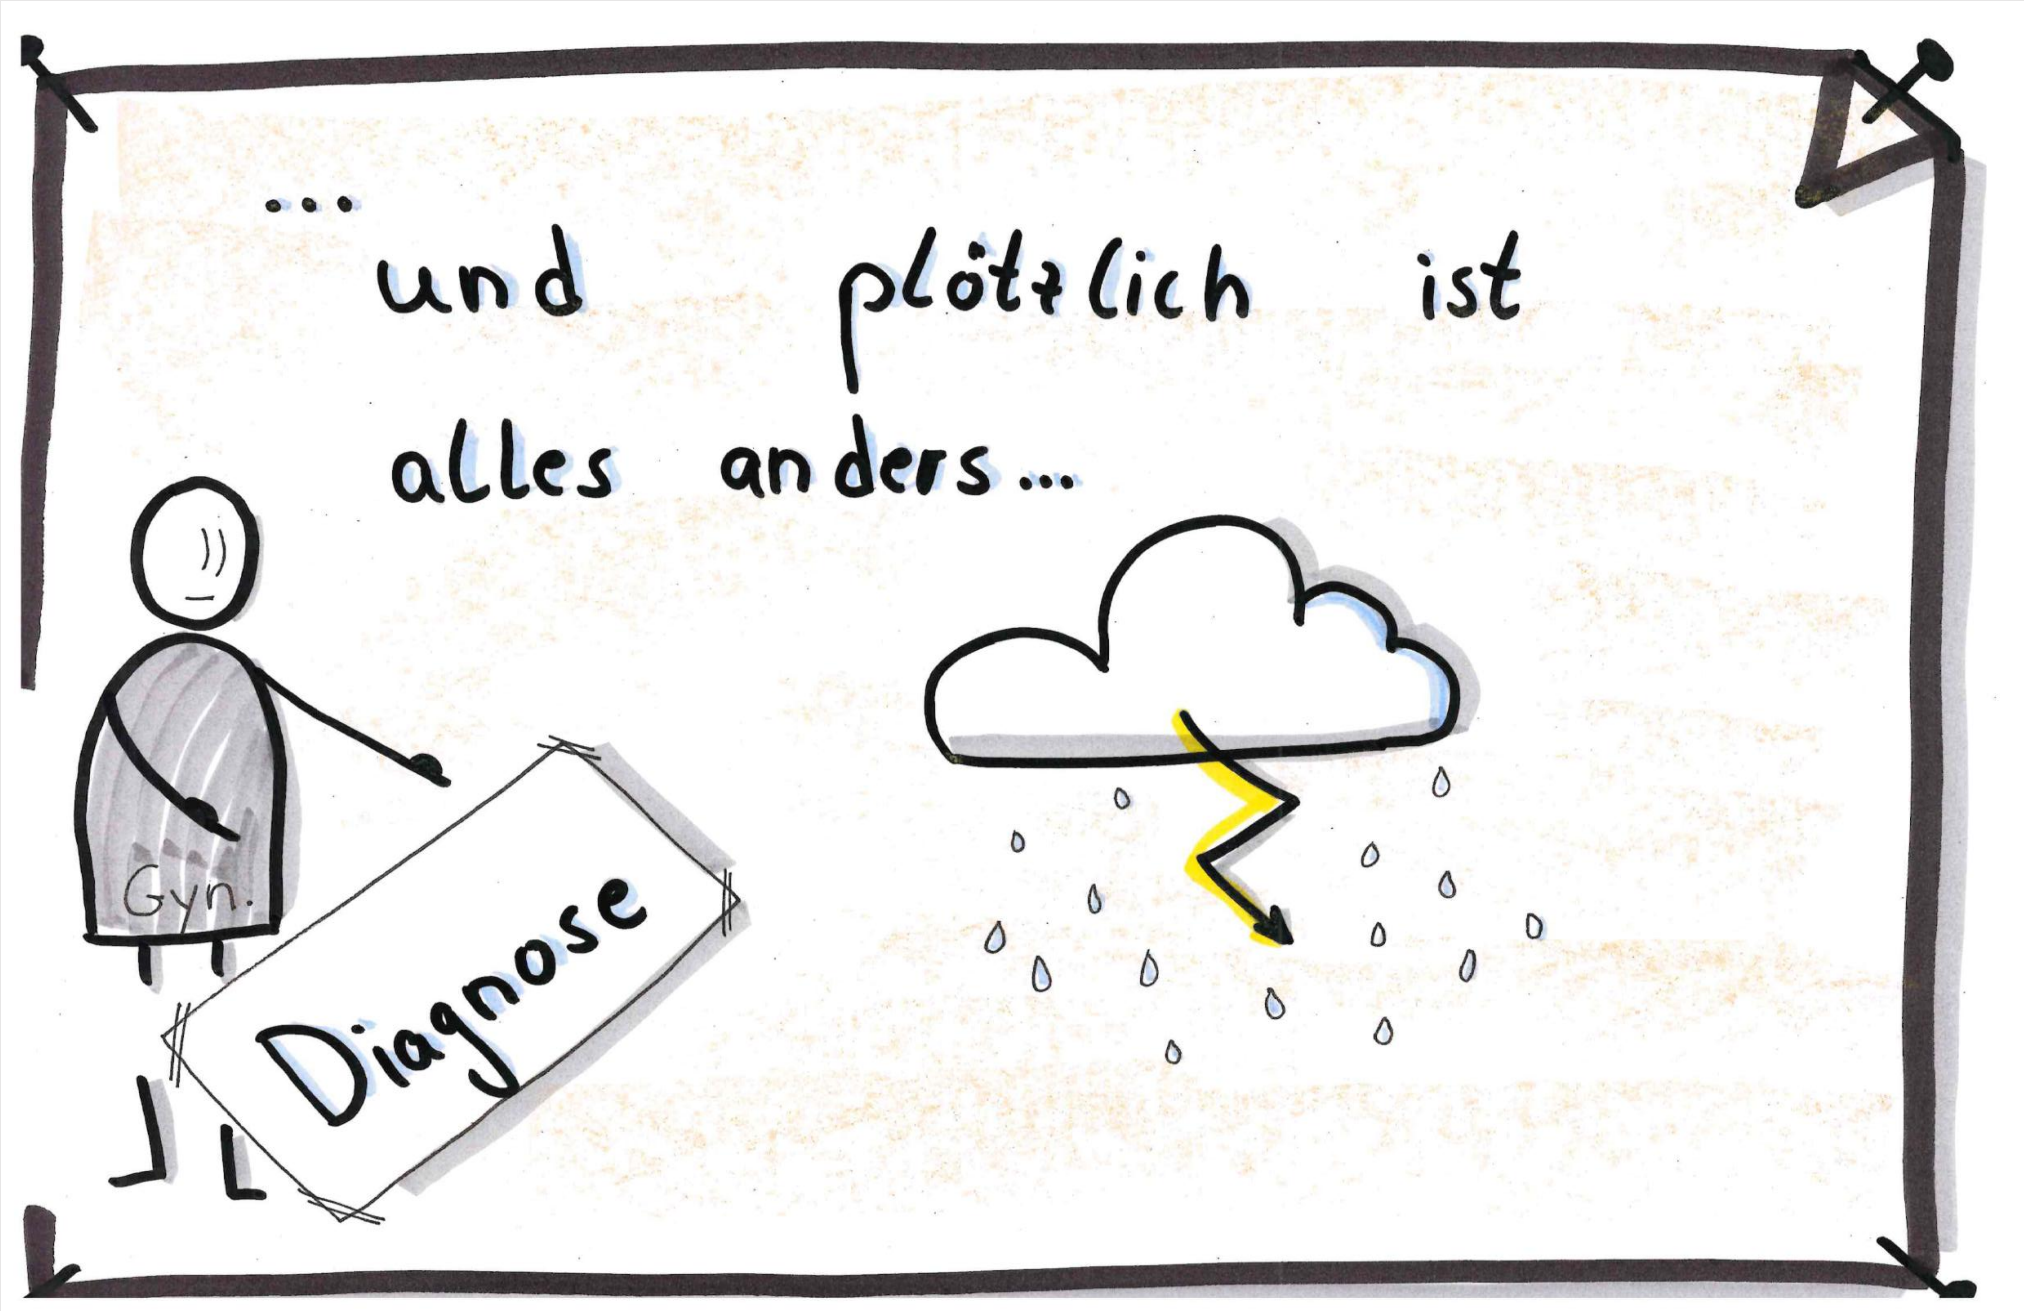 ...
und plötzlich ist
alles anders...
Gyn.
Diagnose